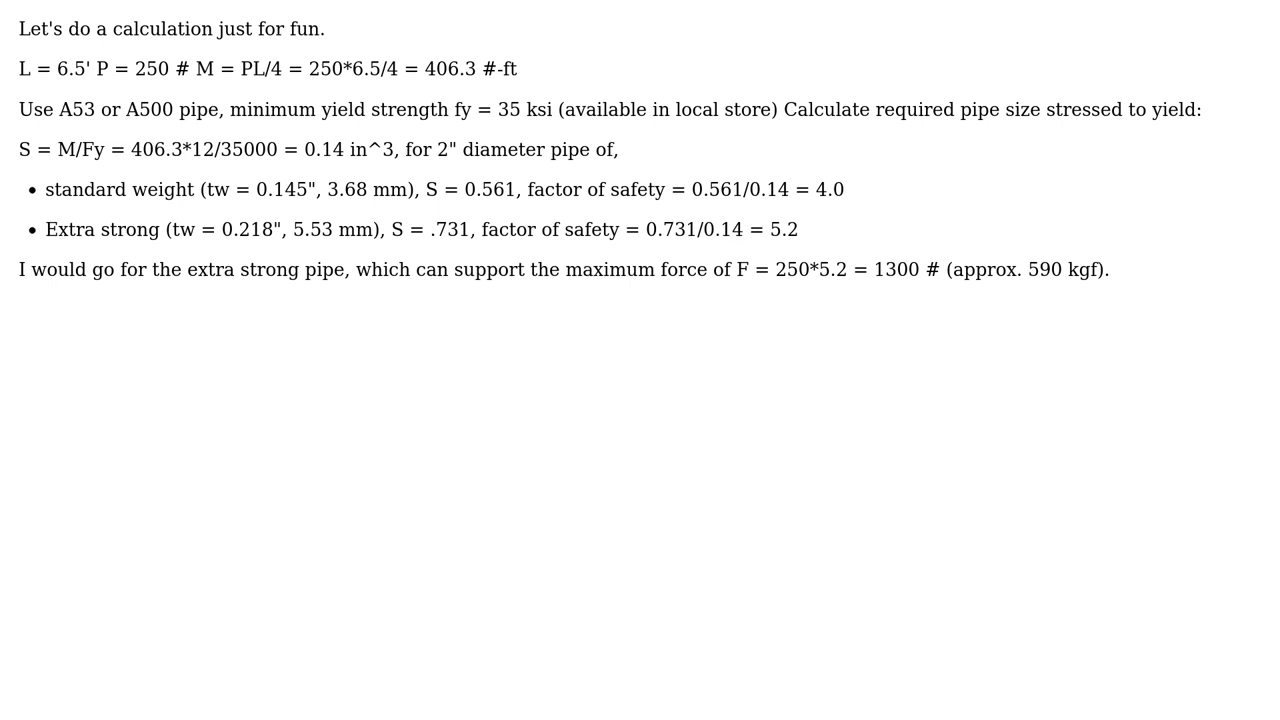 Let's do a calculation just for fun.
L = 6.5' P = 250 # M = PL/4 = 250*6.5/4 = 406.3 #-ft
Use A53 or A500 pipe, minimum yield strength fy = 35 ksi (available in local store) Calculate required pipe size stressed to yield:
S = M/Fy = 406.3*12/35000 = 0.14 in^3, for 2" diameter pipe of,
• standard weight (tw = 0.145", 3.68 mm), S = 0.561, factor of safety = 0.561/0.14 = 4.0
• Extra strong (tw = 0.218", 5.53 mm), S = .731, factor of safety = 0.731/0.14 = 5.2
I would go for the extra strong pipe, which can support the maximum force of F = 250*5.2 = 1300 # (approx. 590 kgf).